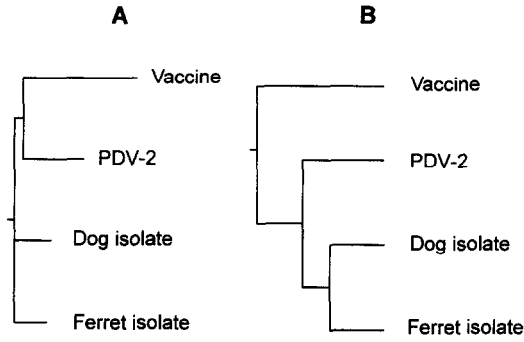 A
Vaccine
PDV-2
Dog isolate
Ferret isolate
B
Vaccine
PDV-2
Dog isolate
Ferret isolate